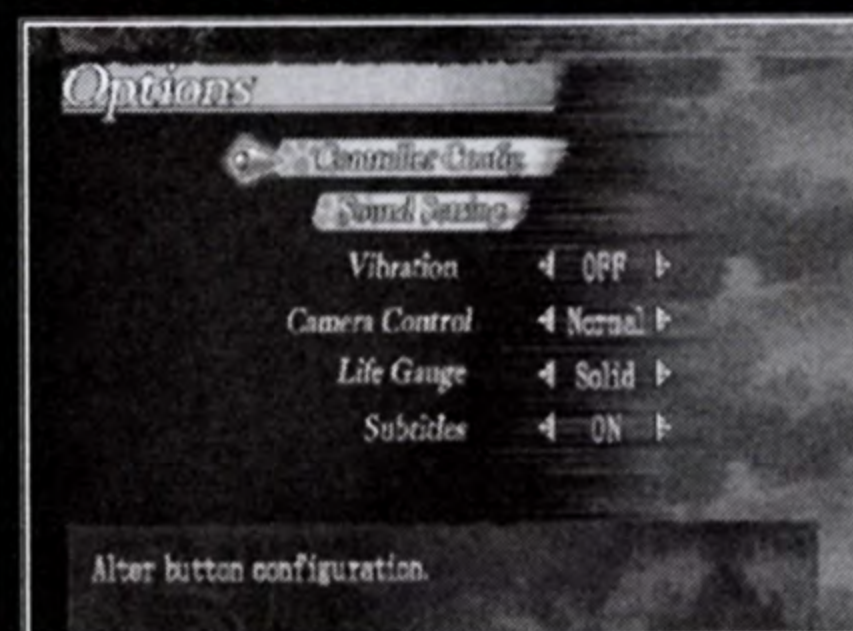 Options
Controller Config
Sound Setting
Vibration OFF
Camera Control Normal
Life Gauge Solid
Subtitles ON
Alter button configuration.